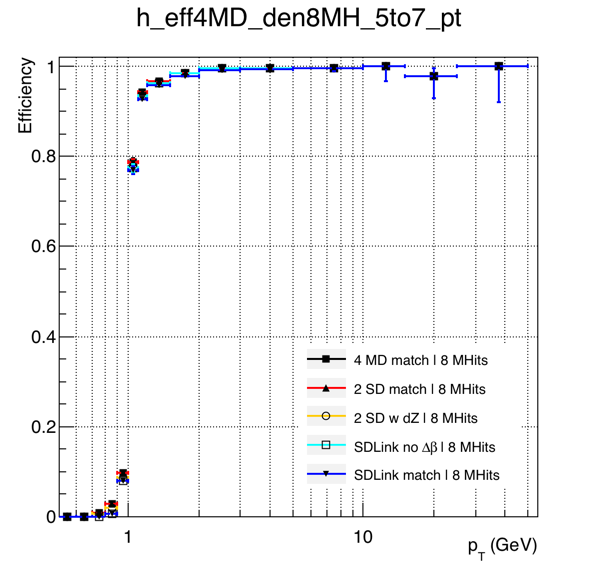 h_eff4MD_den8MH_5to7_pt
Efficiency
1
0.8
0.6
0.4
0.2
0
4 MD match | 8 MHits
2 SD match | 8 MHits
2 SD w dZ | 8 MHits
SDLink no Δβ | 8 MHits
SDLink match | 8 MHits
1
10
p_T (GeV)